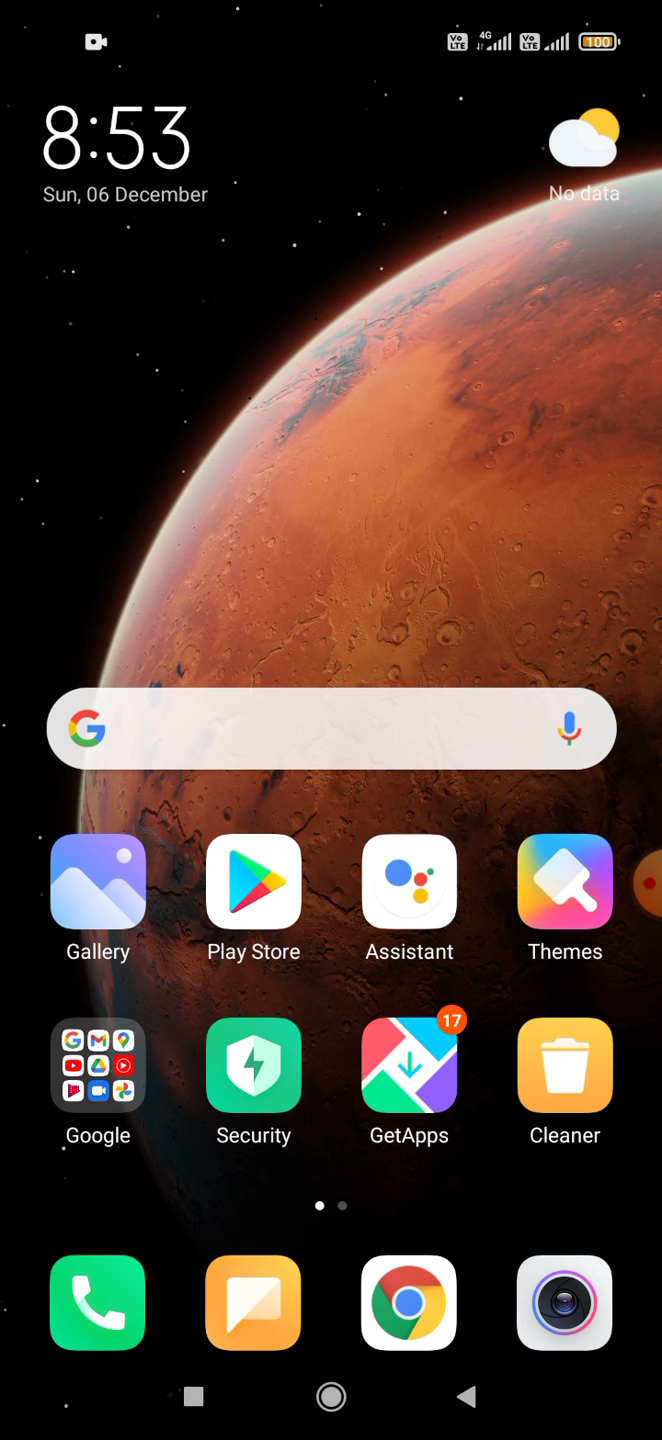 Vo LTE 4G Vo LTE 100
8:53
Sun, 06 December
No data
Gallery Play Store Assistant Themes
17
Google Security GetApps Cleaner